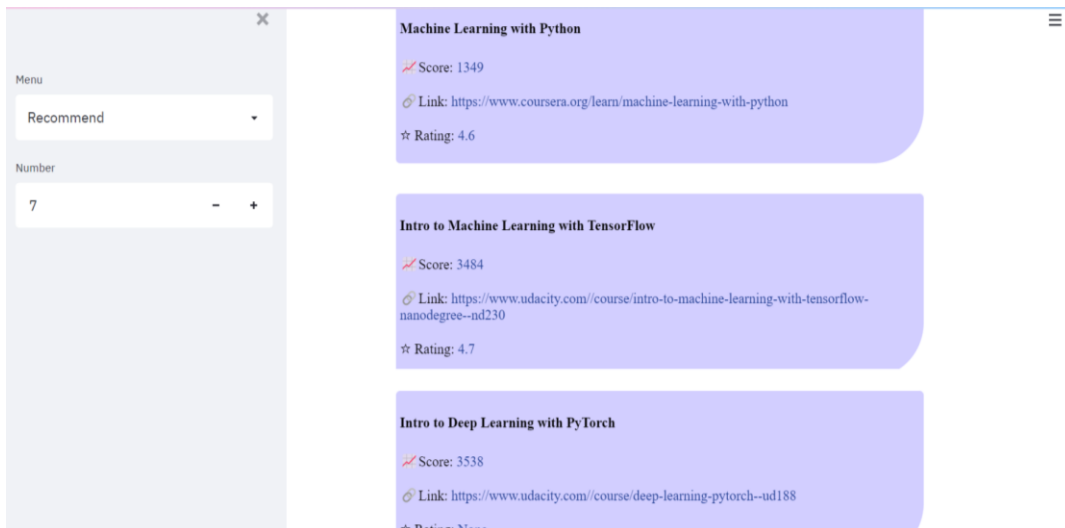 Menu
Recommend
Number
7
Machine Learning with Python
Score: 1349
Link: https://www.coursera.org/learn/machine-learning-with-python
Rating: 4.6
Intro to Machine Learning with TensorFlow
Score: 3484
Link: https://www.udacity.com//course/intro-to-machine-learning-with-tensorflow-
nanodegree--nd230
Rating: 4.7
Intro to Deep Learning with PyTorch
Score: 3538
Link: https://www.udacity.com//course/deep-learning-pytorch--ud188
Rating: None